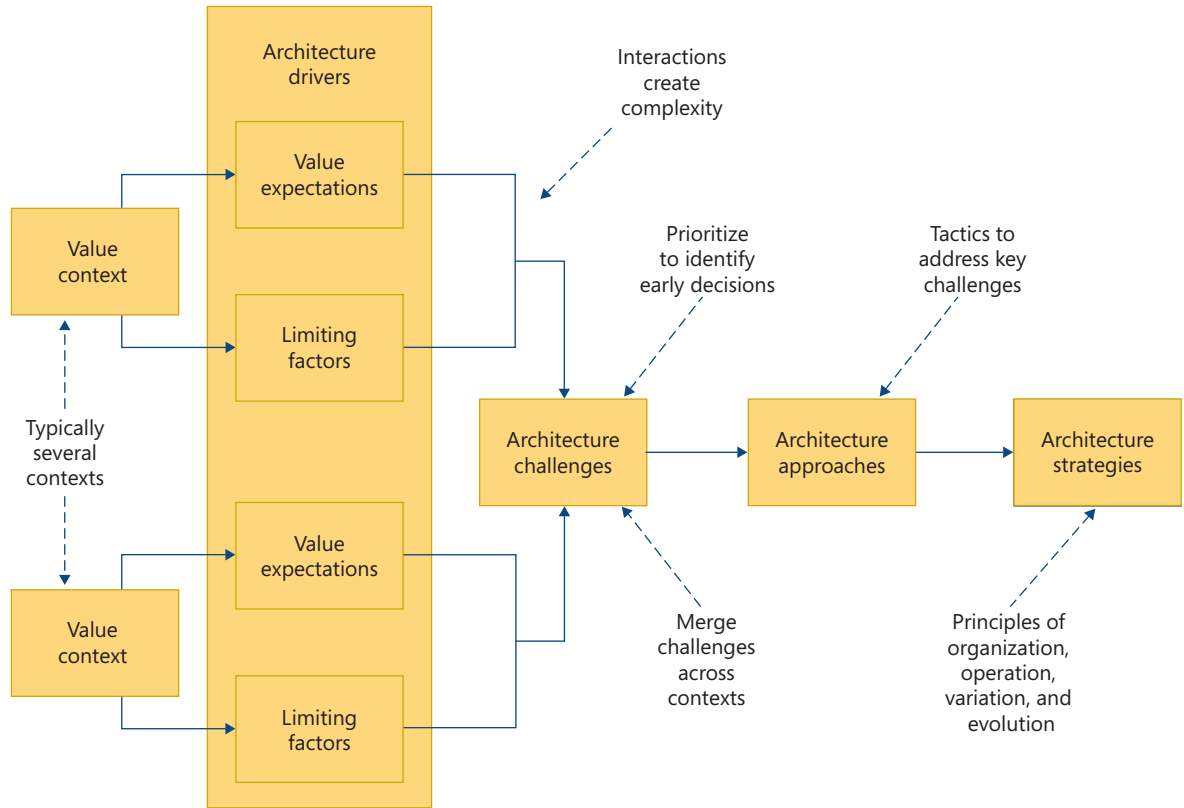 Architecture
drivers
Interactions
create
complexity
Value
expectations
Value
context
Limiting
factors
Prioritize
to identify
early decisions
Tactics to
address key
challenges
Typically
several
contexts
Architecture
challenges
Architecture
approaches
Architecture
strategies
Value
expectations
Value
context
Limiting
factors
Merge
challenges
across
contexts
Principles of
organization,
operation,
variation, and
evolution